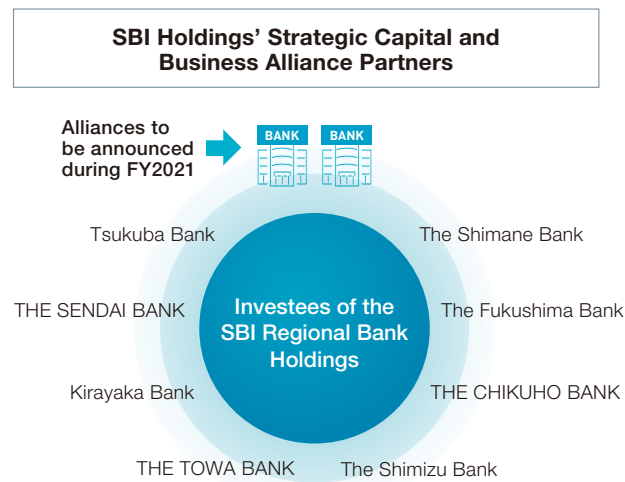 SBI Holdings' Strategic Capital and
Business Alliance Partners
Alliances to
be announced
during FY2021
BANK
BANK
Tsukuba Bank
The Shimane Bank
THE SENDAI BANK
Investees of the
SBI Regional Bank
Holdings
The Fukushima Bank
Kirayaka Bank
THE CHIKUHO BANK
THE TOWA BANK
The Shimizu Bank